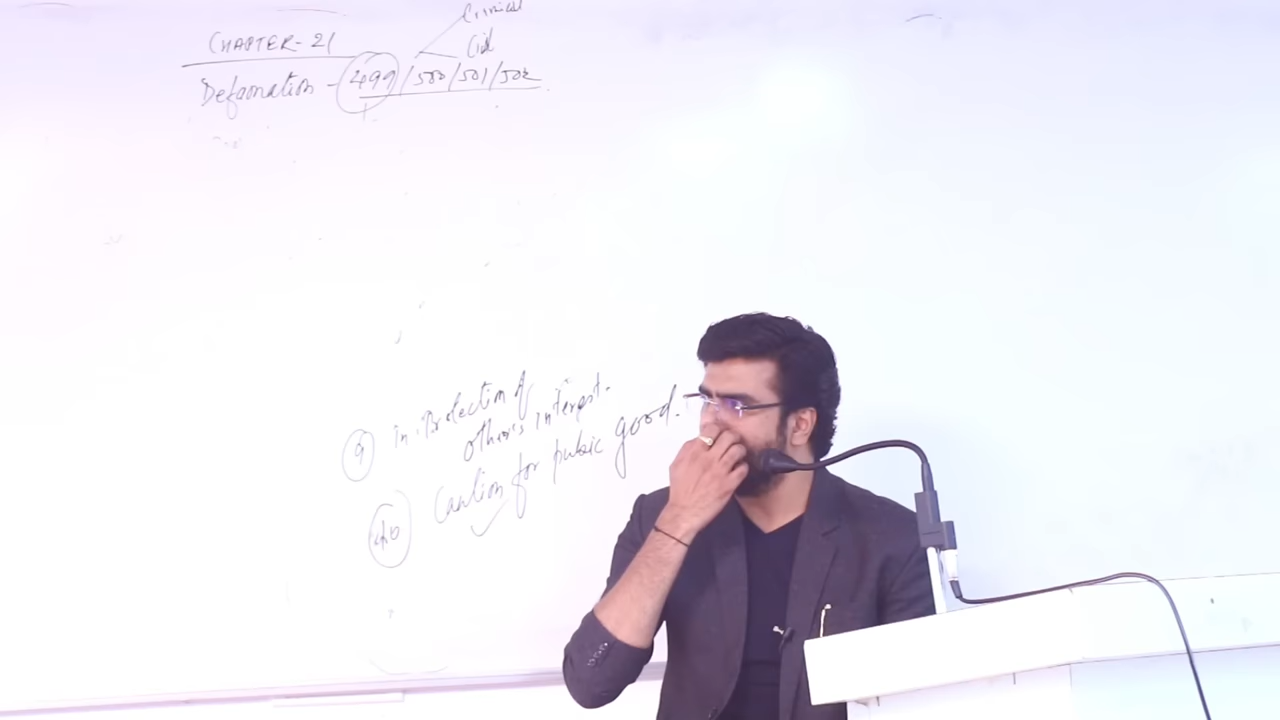 Criminal
CHAPTER-21
Civil
Defamation - 499/500/501/502
9 in Protection of
other's interest.
10 Caution for public good.